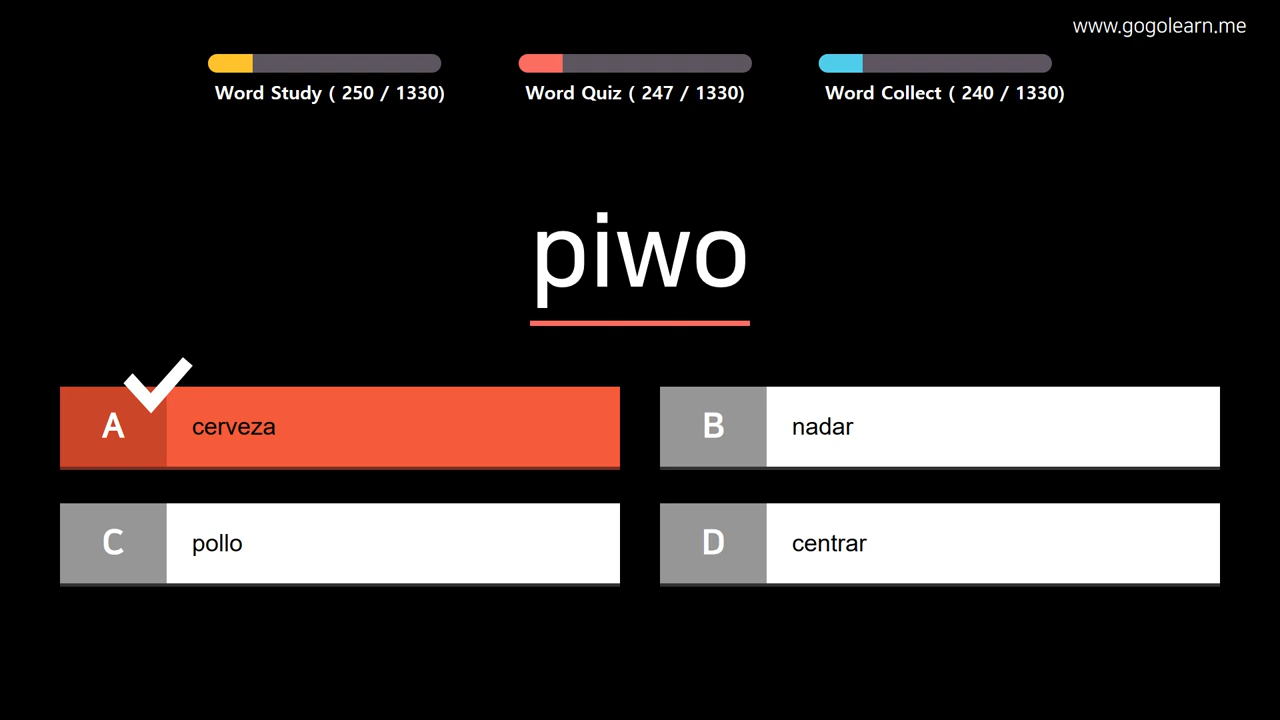 www.gogolearn.me
Word Study ( 250 / 1330)
Word Quiz ( 247 / 1330)
Word Collect ( 240 / 1330)
piwo
A cerveza
B nadar
C pollo
D centrar